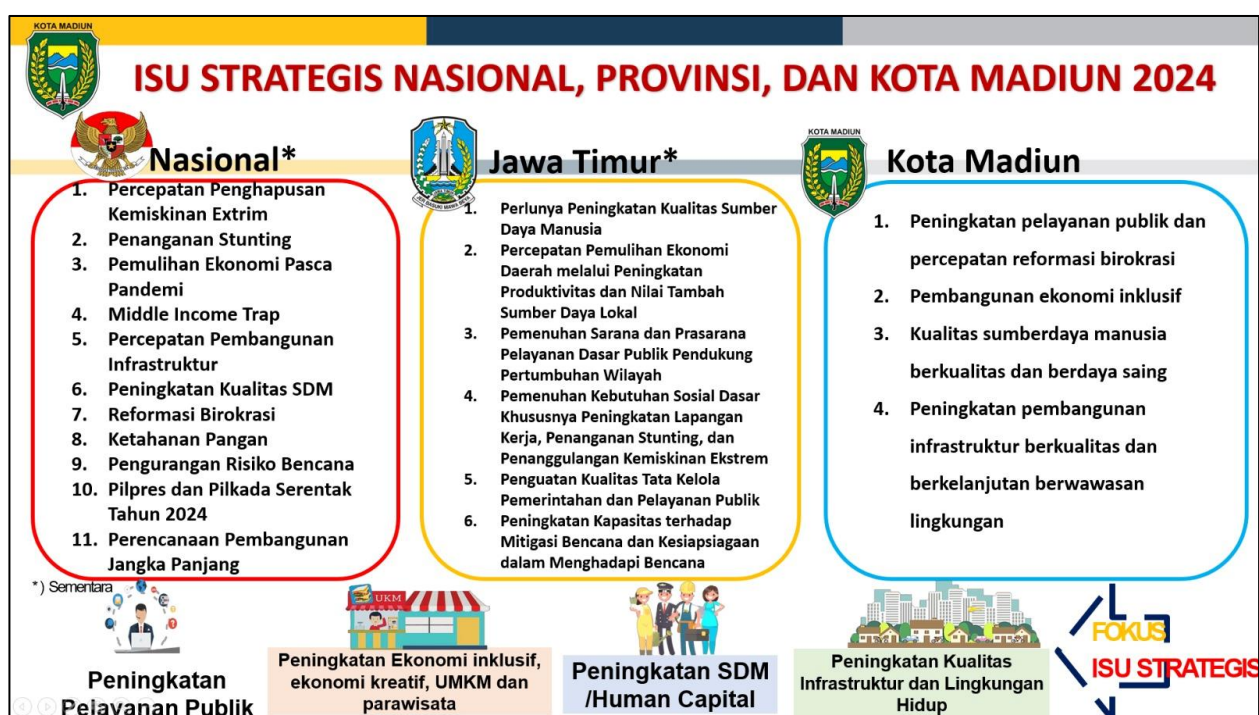 KOTA MADIUN
ISU STRATEGIS NASIONAL, PROVINSI, DAN KOTA MADIUN 2024
Nasional*
1. Percepatan Penghapusan
Kemiskinan Extrim
2. Penanganan Stunting
3. Pemulihan Ekonomi Pasca
Pandemi
4. Middle Income Trap
5. Percepatan Pembangunan
Infrastruktur
6. Peningkatan Kualitas SDM
7. Reformasi Birokrasi
8. Ketahanan Pangan
9. Pengurangan Risiko Bencana
10. Pilpres dan Pilkada Serentak
Tahun 2024
11. Perencanaan Pembangunan
Jangka Panjang
*) Sementara
Jawa Timur*
1. Perlunya Peningkatan Kualitas Sumber
Daya Manusia
2. Percepatan Pemulihan Ekonomi
Daerah melalui Peningkatan
Produktivitas dan Nilai Tambah
Sumber Daya Lokal
3. Pemenuhan Sarana dan Prasarana
Pelayanan Dasar Publik Pendukung
Pertumbuhan Wilayah
4. Pemenuhan Kebutuhan Sosial Dasar
Khususnya Peningkatan Lapangan
Kerja, Penanganan Stunting, dan
Penanggulangan Kemiskinan Ekstrem
5. Penguatan Kualitas Tata Kelola
Pemerintahan dan Pelayanan Publik
6. Peningkatan Kapasitas terhadap
Mitigasi Bencana dan Kesiapsiagaan
dalam Menghadapi Bencana
KOTA MADIUN
Kota Madiun
1. Peningkatan pelayanan publik dan
percepatan reformasi birokrasi
2. Pembangunan ekonomi inklusif
3. Kualitas sumberdaya manusia
berkualitas dan berdaya saing
4. Peningkatan pembangunan
infrastruktur berkualitas dan
berkelanjutan berwawasan
lingkungan
Peningkatan
Pelayanan Publik
UKM
Peningkatan Ekonomi inklusif,
ekonomi kreatif, UMKM dan
parawisata
Peningkatan SDM
/Human Capital
Peningkatan Kualitas
Infrastruktur dan Lingkungan
Hidup
FOKUS
ISU STRATEGIS